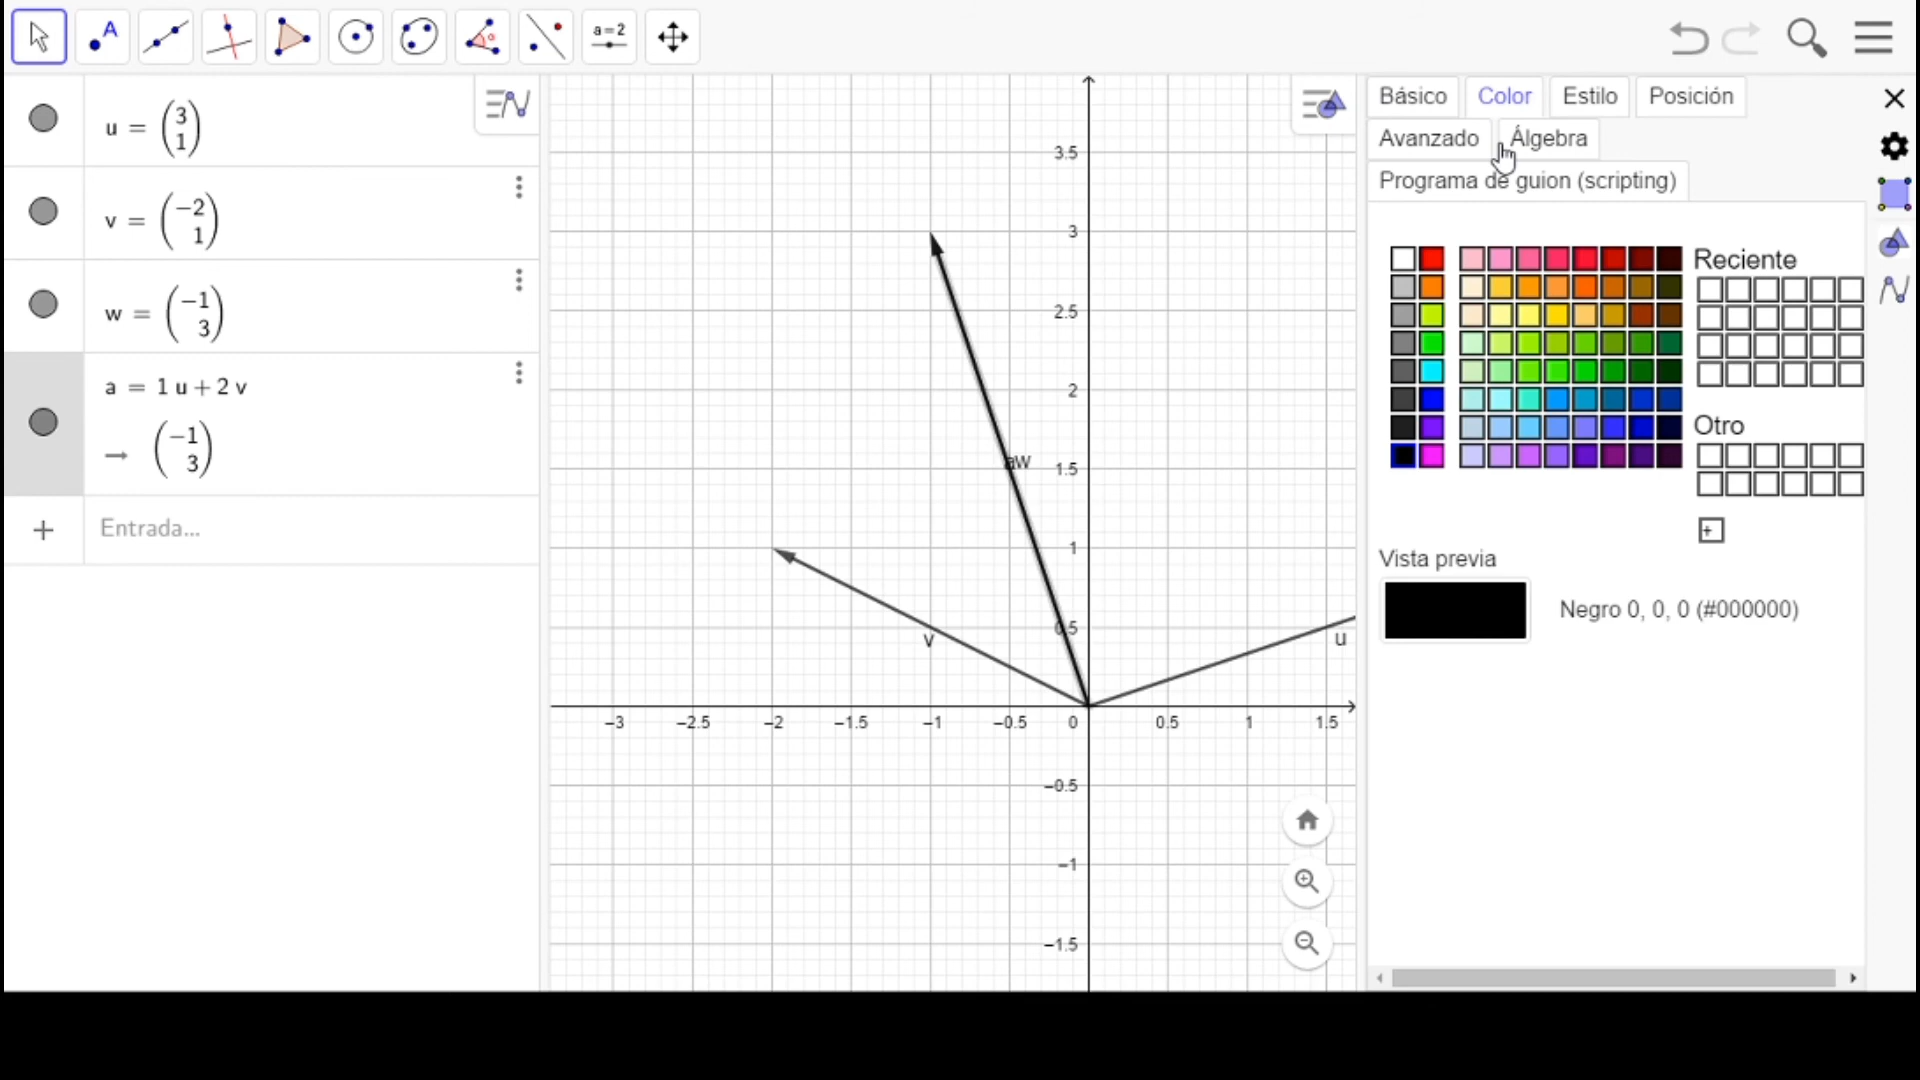 A
a=2
u = (3 1)
v = (−2 1)
w = (−1 3)
a = 1 u + 2 v
→ (−1 3)
+ Entrada...
3.5
3
2.5
2
aw
1.5
1
0.5
v
u
−3 −2.5 −2 −1.5 −1 −0.5 0 0.5 1 1.5
−0.5
−1
−1.5
Básico Color Estilo Posición
Avanzado Álgebra
Programa de guion (scripting)
Reciente
Otro
+
Vista previa
Negro 0, 0, 0 (#000000)